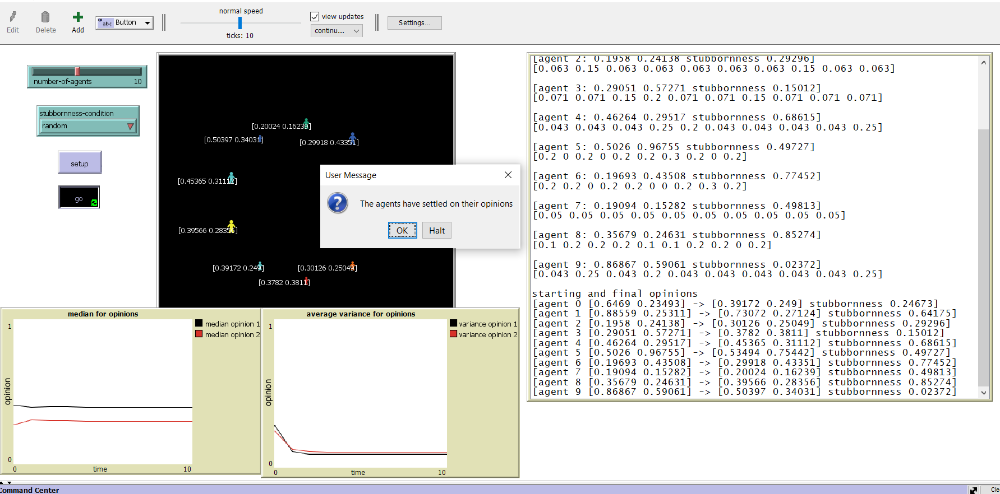 normal speed
view updates
Button
Edit
Delete
Add
continu...
Settings...
ticks: 10
number-of-agents 10
stubbornness-condition
random
setup
go
[0.20024 0.16239]
[0.50397 0.34031]
[0.29918 0.43351]
[0.45365 0.31112]
[0.39566 0.28356]
[0.39172 0.249]
[0.30126 0.25049]
[0.3782 0.3811]
User Message
The agents have settled on their opinions
OK
Halt
[agent 2: 0.1958 0.24138 stubbornness 0.29296]
[0.063 0.15 0.063 0.063 0.063 0.063 0.063 0.15 0.063 0.063]
[agent 3: 0.29051 0.57271 stubbornness 0.15012]
[0.071 0.071 0.15 0.2 0.071 0.071 0.15 0.071 0.071 0.071]
[agent 4: 0.46264 0.29517 stubbornness 0.68615]
[0.043 0.043 0.043 0.25 0.2 0.043 0.043 0.043 0.043 0.25]
[agent 5: 0.5026 0.96755 stubbornness 0.49727]
[0.2 0 0.2 0 0.2 0.2 0.3 0.2 0 0.2]
[agent 6: 0.19693 0.43508 stubbornness 0.77452]
[0.2 0.2 0 0.2 0.2 0 0 0.2 0.3 0.2]
[agent 7: 0.19094 0.15282 stubbornness 0.49813]
[0.05 0.05 0.05 0.05 0.05 0.05 0.05 0.05 0.05 0.05]
[agent 8: 0.35679 0.24631 stubbornness 0.85274]
[0.1 0.2 0.2 0.2 0.1 0.1 0.2 0.2 0 0.2]
[agent 9: 0.86867 0.59061 stubbornness 0.02372]
[0.043 0.25 0.043 0.2 0.043 0.043 0.043 0.043 0.043 0.25]
starting and final opinions
[agent 0 [0.6469 0.23493] -> [0.39172 0.249] stubbornness 0.24673]
[agent 1 [0.88559 0.25311] -> [0.73072 0.27124] stubbornness 0.64175]
[agent 2 [0.1958 0.24138] -> [0.30126 0.25049] stubbornness 0.29296]
[agent 3 [0.29051 0.57271] -> [0.3782 0.3811] stubbornness 0.15012]
[agent 4 [0.46264 0.29517] -> [0.45365 0.31112] stubbornness 0.68615]
[agent 5 [0.5026 0.96755] -> [0.53494 0.75442] stubbornness 0.49727]
[agent 6 [0.19693 0.43508] -> [0.29918 0.43351] stubbornness 0.77452]
[agent 7 [0.19094 0.15282] -> [0.20024 0.16239] stubbornness 0.49813]
[agent 8 [0.35679 0.24631] -> [0.39566 0.28356] stubbornness 0.85274]
[agent 9 [0.86867 0.59061] -> [0.50397 0.34031] stubbornness 0.02372]
median for opinions
1
opinion
0
0 time 10
median opinion 1
median opinion 2
average variance for opinions
1
opinion
0
0 time 10
variance opinion 1
variance opinion 2
Command Center
Cle